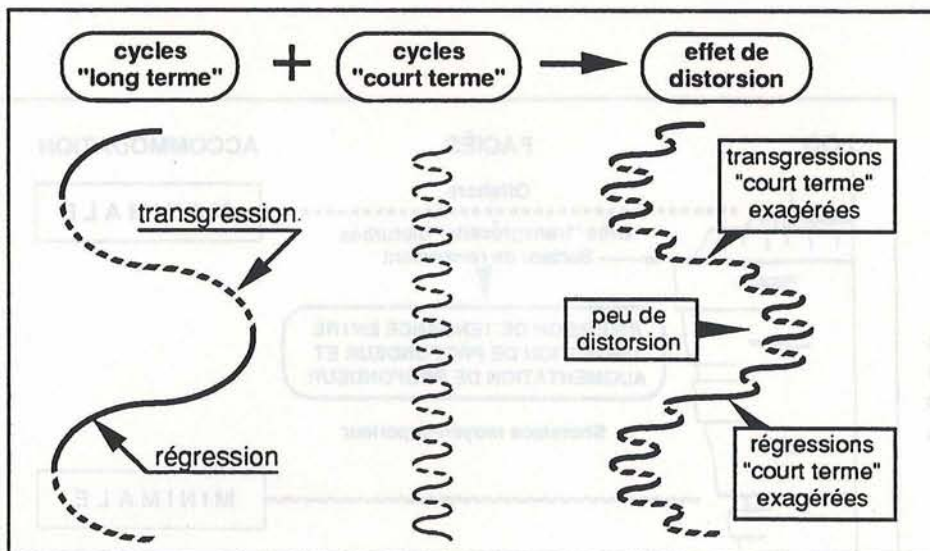 cycles
"long terme"
+
cycles
"court terme"
effet de
distorsion
transgression.
régression
transgressions
"court terme"
exagérées
peu de
distorsion
régressions
"court terme"
exagérées